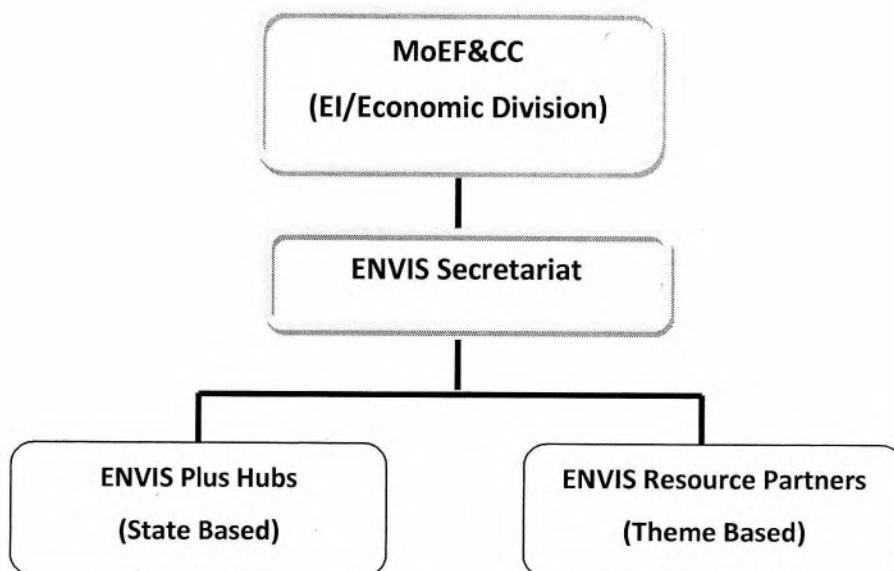 MoEF&CC
(EI/Economic Division)
ENVIS Secretariat
ENVIS Plus Hubs
(State Based)
ENVIS Resource Partners
(Theme Based)